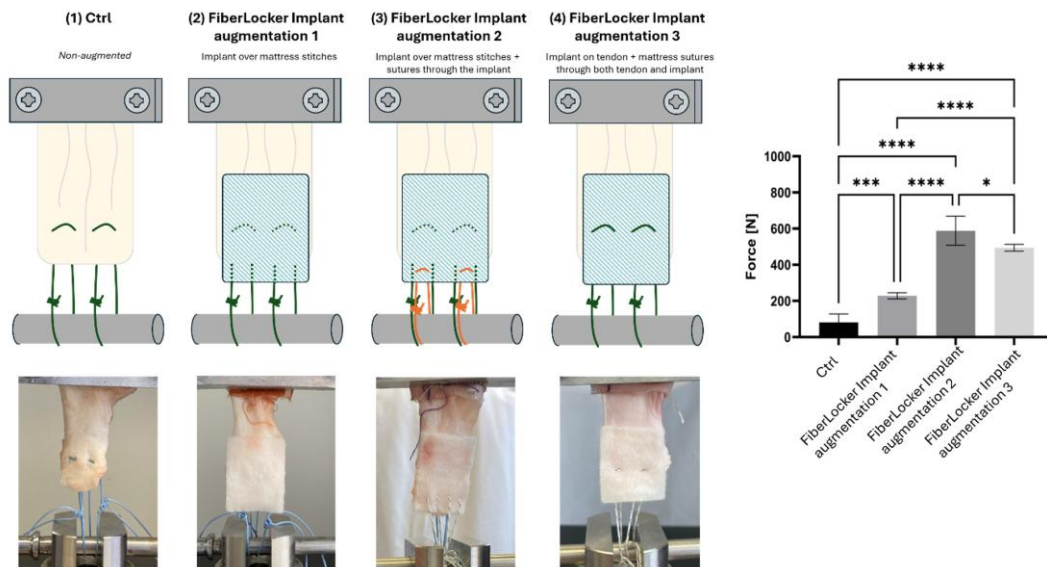 (1) Ctrl
Non-augmented
(2) FiberLocker Implant
augmentation 1
Implant over mattress stitches
(3) FiberLocker Implant
augmentation 2
Implant over mattress stitches +
sutures through the implant
(4) FiberLocker Implant
augmentation 3
Implant on tendon + mattress sutures
through both tendon and implant
****
****
****
*** **** *
Force [N]
1000
800
600
400
200
0
Ctrl
FiberLocker Implant
augmentation 1
FiberLocker Implant
augmentation 2
FiberLocker Implant
augmentation 3